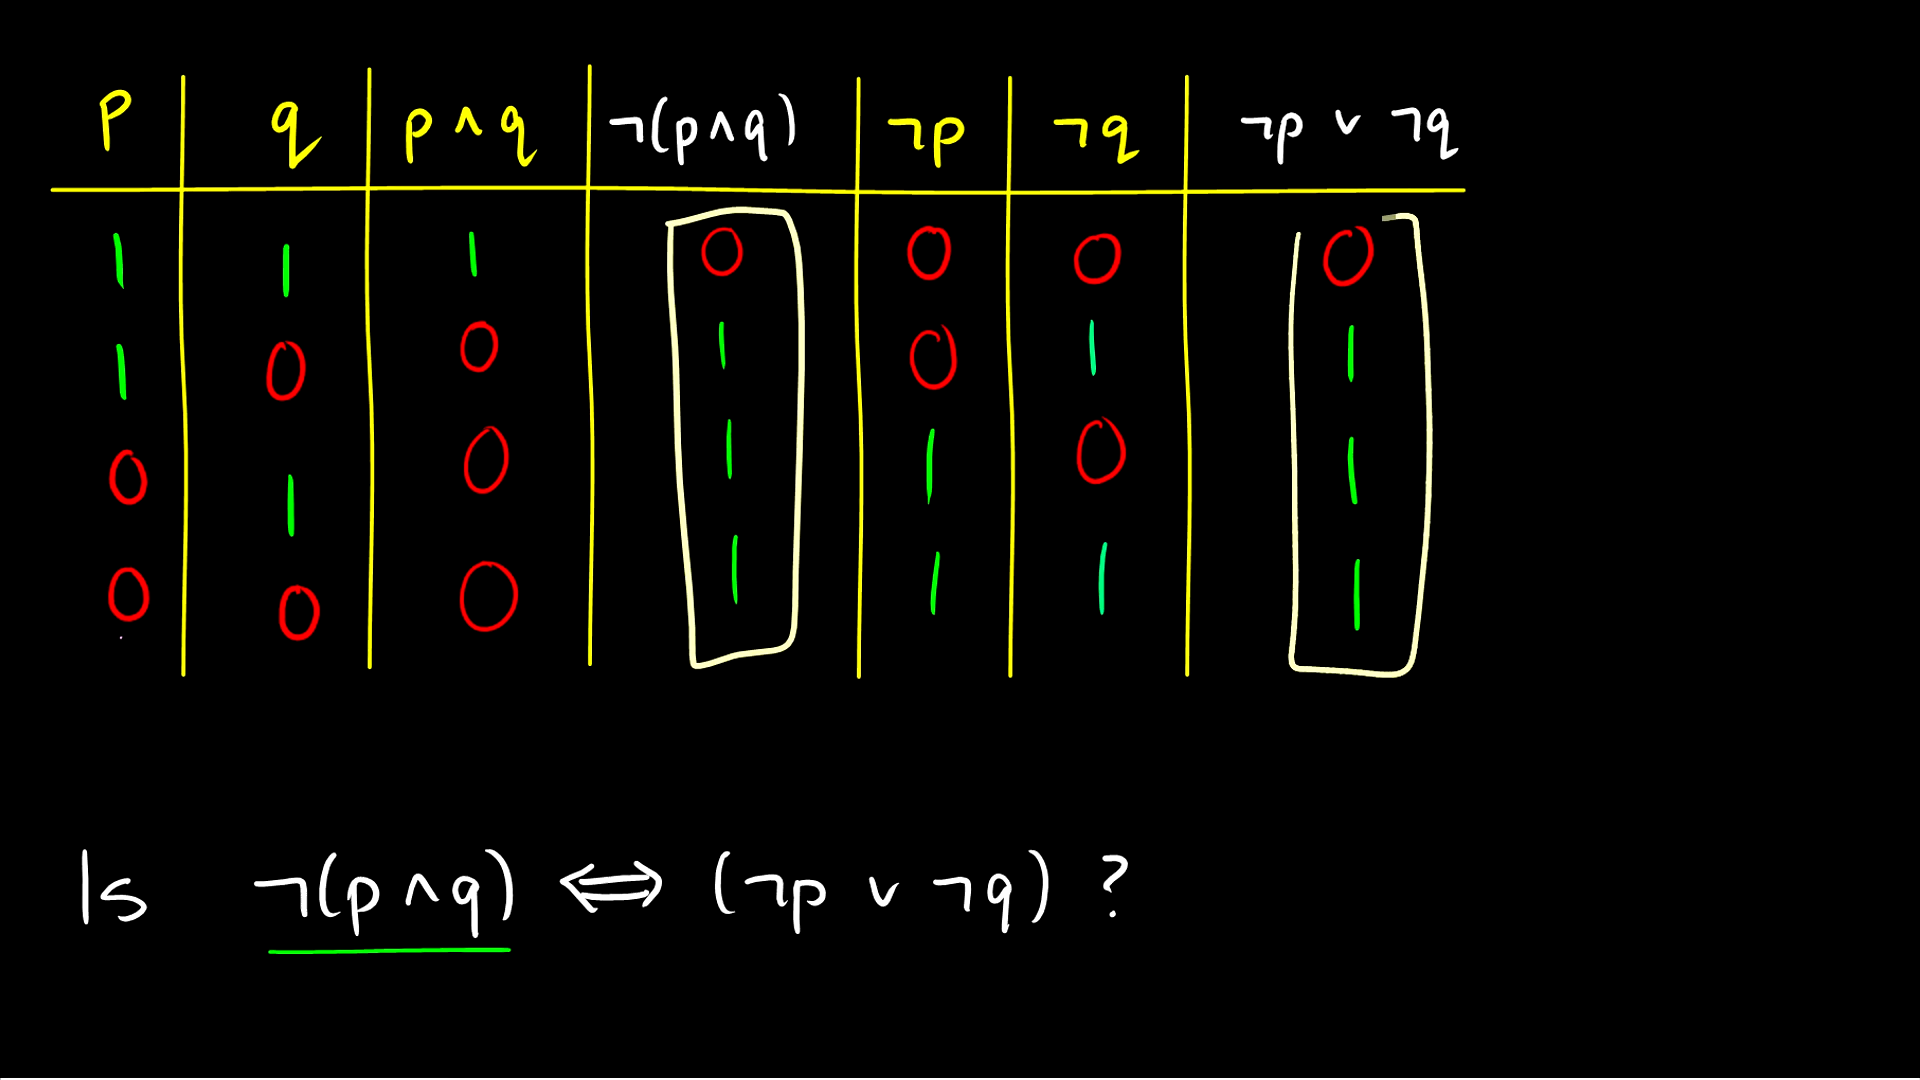 p q p ∧ q ¬(p∧q) ¬p ¬q ¬p ∨ ¬q
1 1 1 0 0 0 0
1 0 0 1 0 1 1
0 1 0 1 1 0 1
0 0 0 1 1 1 1
Is ¬(p ∧ q) ⟺ (¬p ∨ ¬q) ?